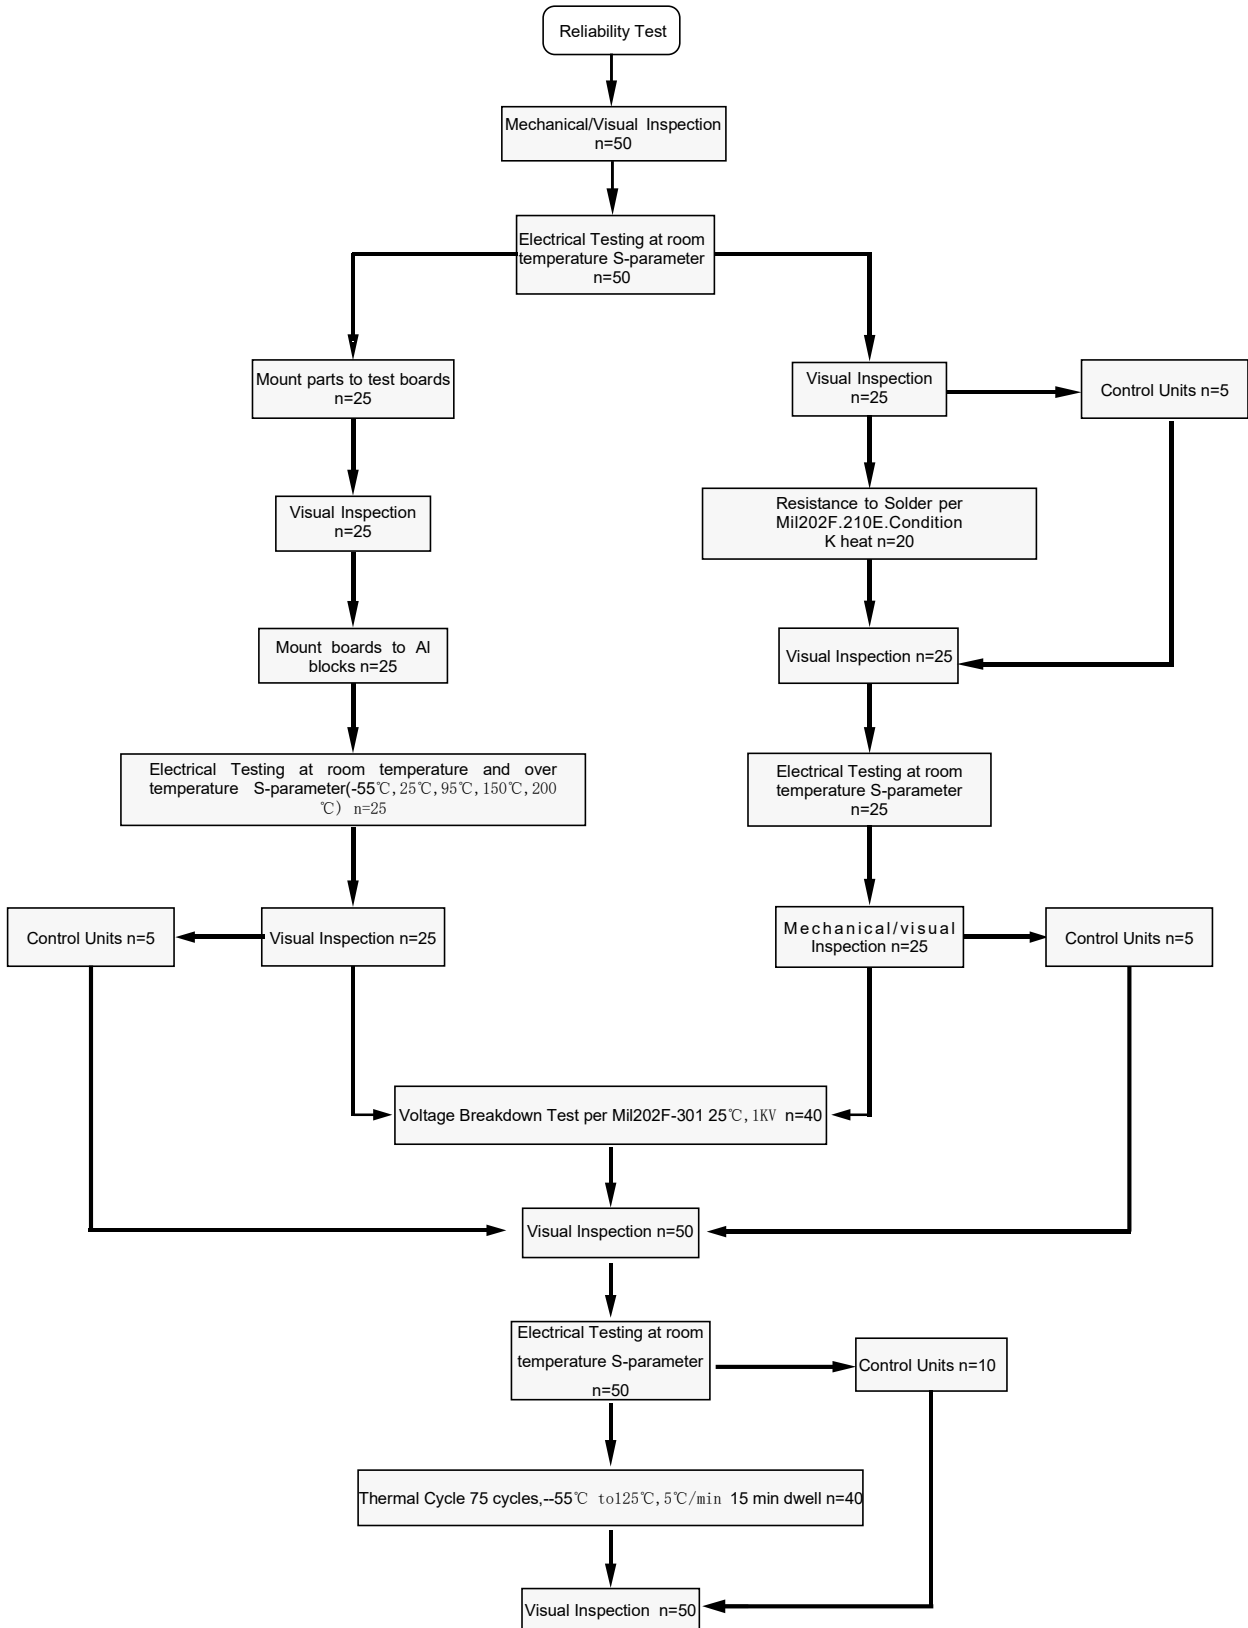 Reliability Test
Mechanical/Visual Inspection
n=50
Electrical Testing at room
temperature S-parameter
n=50
Mount parts to test boards
n=25
Visual Inspection
n=25
Control Units n=5
Visual Inspection
n=25
Resistance to Solder per
Mil202F.210E.Condition
K heat n=20
Mount boards to Al
blocks n=25
Visual Inspection n=25
Electrical Testing at room temperature and over
temperature S-parameter(-55℃,25℃,95℃,150℃,200
℃) n=25
Electrical Testing at room
temperature S-parameter
n=25
Control Units n=5
Visual Inspection n=25
Mechanical/visual
Inspection n=25
Control Units n=5
Voltage Breakdown Test per Mil202F-301 25℃,1KV n=40
Visual Inspection n=50
Electrical Testing at room
temperature S-parameter
n=50
Control Units n=10
Thermal Cycle 75 cycles,--55℃ to125℃,5℃/min 15 min dwell n=40
Visual Inspection n=50